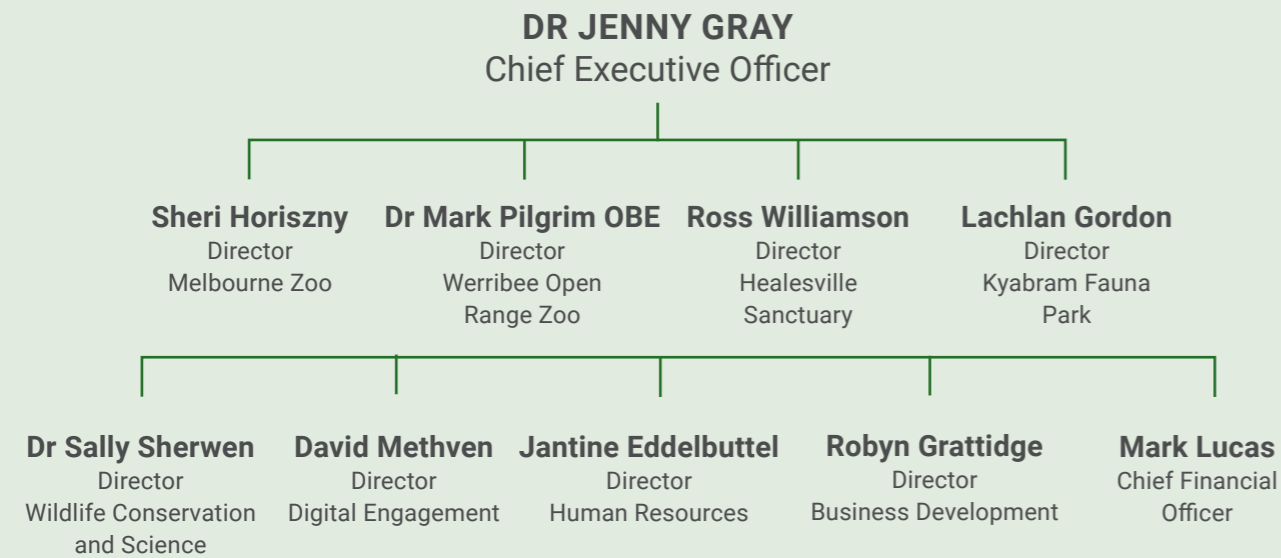 DR JENNY GRAY
Chief Executive Officer
Sheri Horiszny
Director
Melbourne Zoo
Dr Mark Pilgrim OBE
Director
Werribee Open
Range Zoo
Ross Williamson
Director
Healesville
Sanctuary
Lachlan Gordon
Director
Kyabram Fauna
Park
Dr Sally Sherwen
Director
Wildlife Conservation
and Science
David Methven
Director
Digital Engagement
Jantine Eddelbuttel
Director
Human Resources
Robyn Grattidge
Director
Business Development
Mark Lucas
Chief Financial
Officer